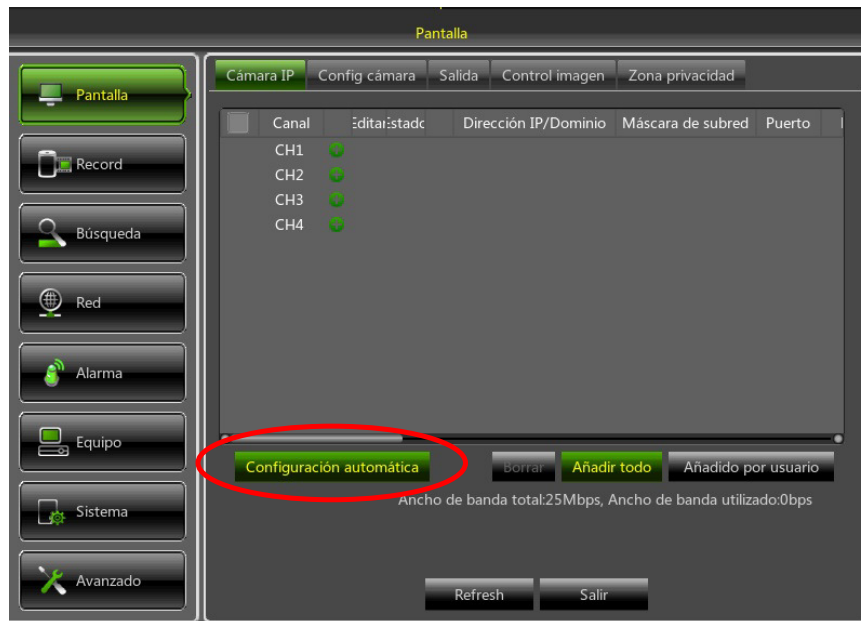 Pantalla
Pantalla
Record
Búsqueda
Red
Alarma
Equipo
Sistema
Avanzado
Cámara IP Config cámara Salida Control imagen Zona privacidad
Canal Editar Estado Dirección IP/Dominio Máscara de subred Puerto
CH1
CH2
CH3
CH4
Configuración automática Borrar Añadir todo Añadido por usuario
Ancho de banda total:25Mbps, Ancho de banda utilizado:0bps
Refresh Salir